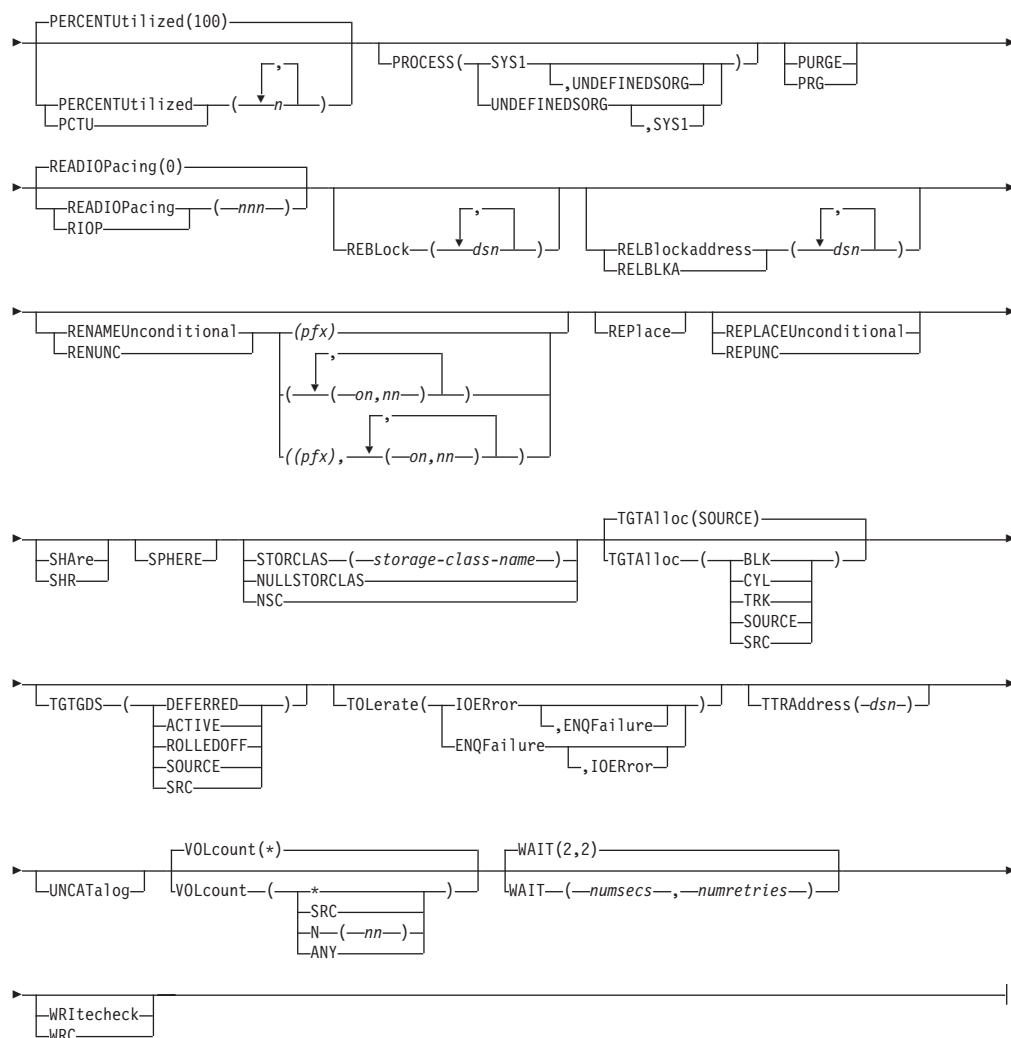 PERCENTUtilized(100)
PROCESS( SYS1 ) PURGE
, ,UNDEFINEDSORG PRG
PERCENTUtilized ( n ) UNDEFINEDSORG
PCTU ,SYS1
READIOPacing(0)
READIOPacing (nnn) , ,
RIOP REBLock ( dsn ) RELBlockaddress ( dsn )
RELBLKA
RENAMEUnconditional (pfx) REPlace REPLACEUnconditional
RENUNC , REPUNC
( (on,nn) )
,
((pfx), (on,nn) )
TGTAlloc(SOURCE)
SHAre SPHERE STORCLAS (storage-class-name) TGTAlloc ( BLK )
SHR NULLSTORCLAS CYL
NSC TRK
SOURCE
SRC
TGTGDS ( DEFERRED ) TOLerate( IOERror ) TTRAddress(dsn)
ACTIVE ,ENQFailure
ROLLEDOFF ENQFailure
SOURCE ,IOERror
SRC
VOLcount(*) WAIT(2,2)
UNCATalog VOLcount ( * ) WAIT (numsecs,numretries)
SRC
N (nn)
ANY
WRItecheck
WRC